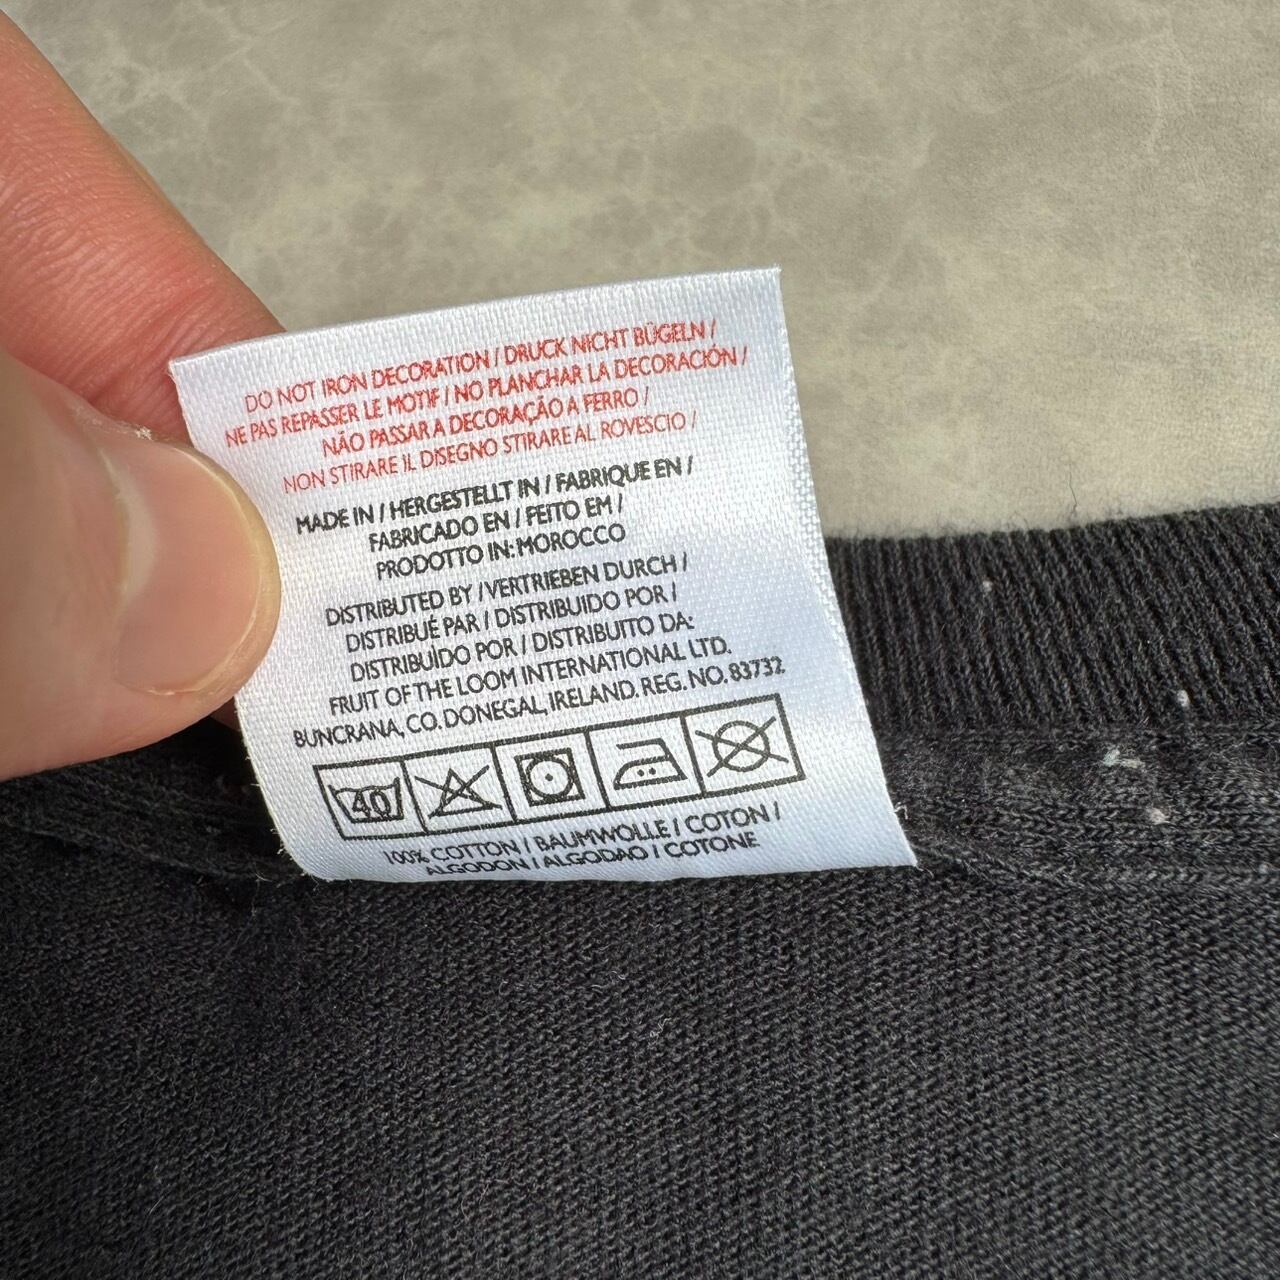 DO NOT IRON DECORATION / DRUCK NICHT BÜGELN /
NE PAS REPASSER LE MOTIF / NO PLANCHAR LA DECORACIÓN /
NÃO PASSAR A DECORAÇÃO A FERRO /
NON STIRARE IL DISEGNO STIRARE AL ROVESCIO /
MADE IN / HERGESTELLT IN / FABRIQUE EN /
FABRICADO EN / FEITO EM /
PRODOTTO IN: MOROCCO
DISTRIBUTED BY / VERTRIEBEN DURCH /
DISTRIBUÉ PAR / DISTRIBUIDO POR /
DISTRIBUÍDO POR / DISTRIBUITO DA:
FRUIT OF THE LOOM INTERNATIONAL LTD.
BUNCRANA, CO. DONEGAL, IRELAND. REG. NO. 83732
40
100% COTTON / BAUMWOLLE / COTON /
ALGODON / ALGODAO / COTONE